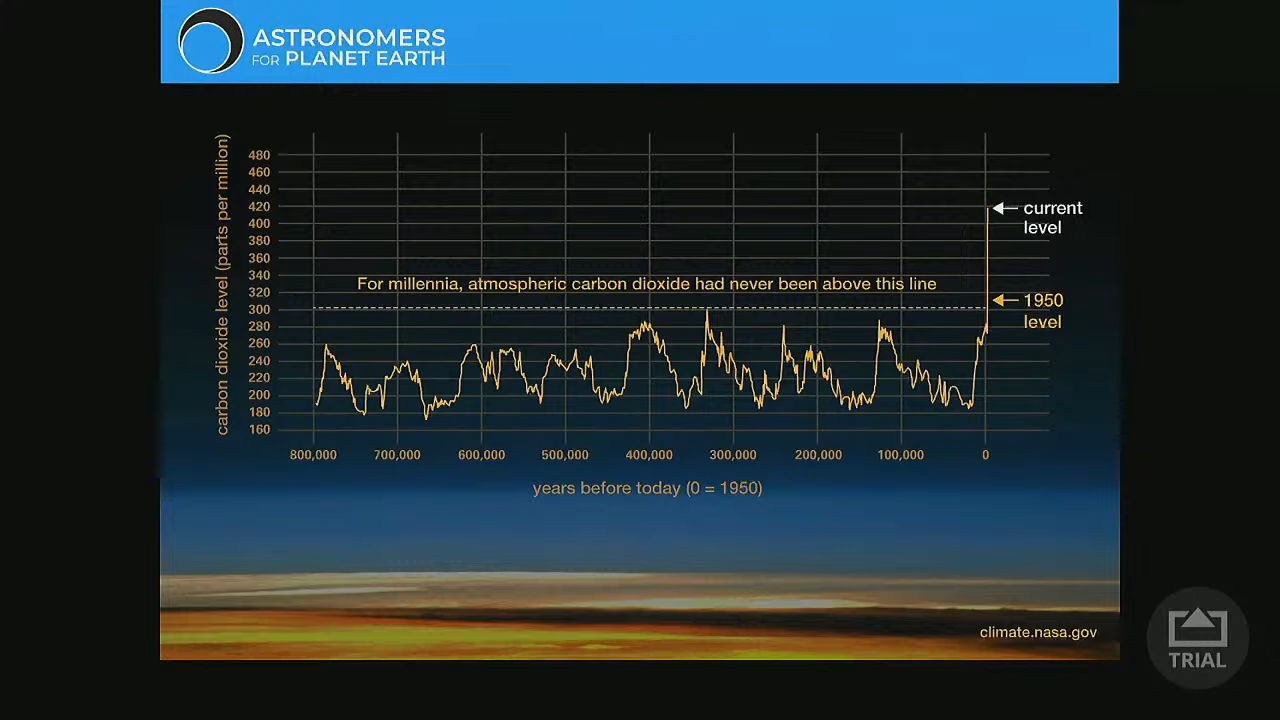 ASTRONOMERS
FOR PLANET EARTH
carbon dioxide level (parts per million)
480
460
440
420
400
380
360
340
320
300
280
260
240
220
200
180
160
For millennia, atmospheric carbon dioxide had never been above this line
current
level
1950
level
800,000 700,000 600,000 500,000 400,000 300,000 200,000 100,000 0
years before today (0 = 1950)
climate.nasa.gov
TRIAL